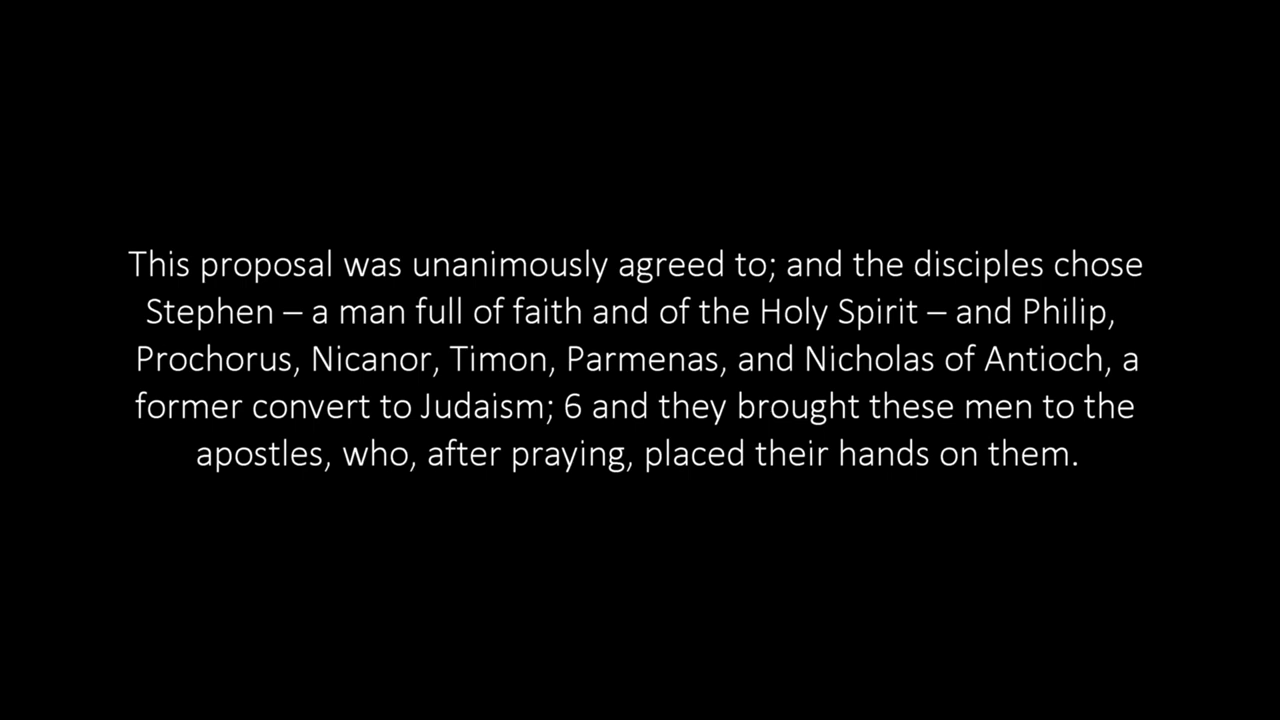 This proposal was unanimously agreed to; and the disciples chose
Stephen – a man full of faith and of the Holy Spirit – and Philip,
Prochorus, Nicanor, Timon, Parmenas, and Nicholas of Antioch, a
former convert to Judaism; 6 and they brought these men to the
apostles, who, after praying, placed their hands on them.